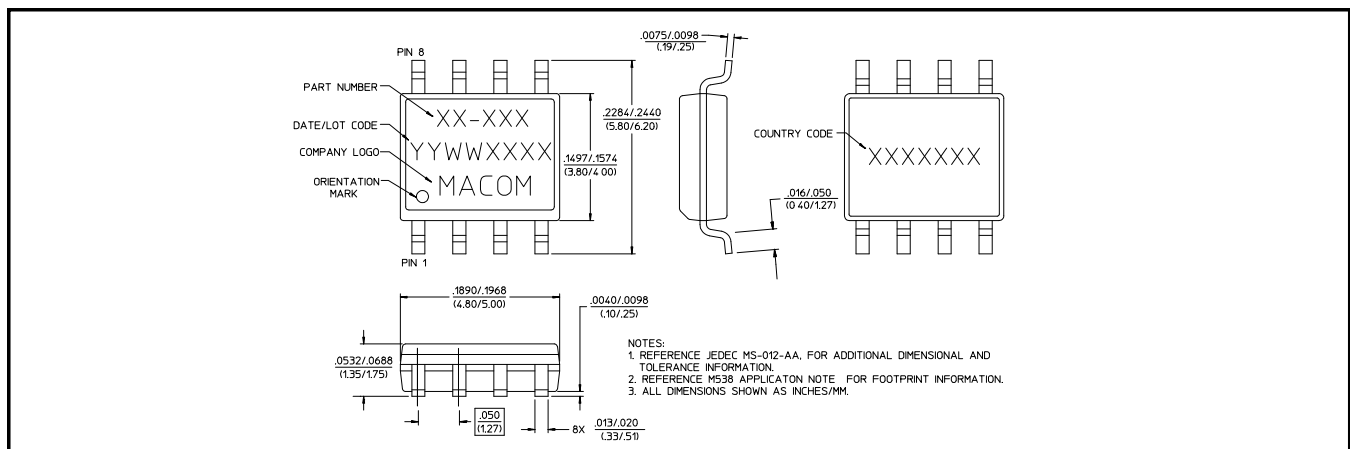 PIN 8
PART NUMBER
XX-XXX
DATE/LOT CODE
YYWWXXXX
COMPANY LOGO
MACOM
ORIENTATION
MARK
PIN 1
.1497/.1574
(3.80/4 00)
.2284/.2440
(5.80/6.20)
.0075/.0098
(.19/.25)
.016/.050
(0 40/1.27)
COUNTRY CODE
XXXXXXX
.1890/.1968
(4.80/5.00)
.0040/.0098
(.10/.25)
.0532/.0688
(1.35/1.75)
.050
(1.27)
8X .013/.020
(.33/.51)
NOTES:
1. REFERENCE JEDEC MS-012-AA, FOR ADDITIONAL DIMENSIONAL AND
TOLERANCE INFORMATION.
2. REFERENCE M538 APPLICATON NOTE FOR FOOTPRINT INFORMATION.
3. ALL DIMENSIONS SHOWN AS INCHES/MM.